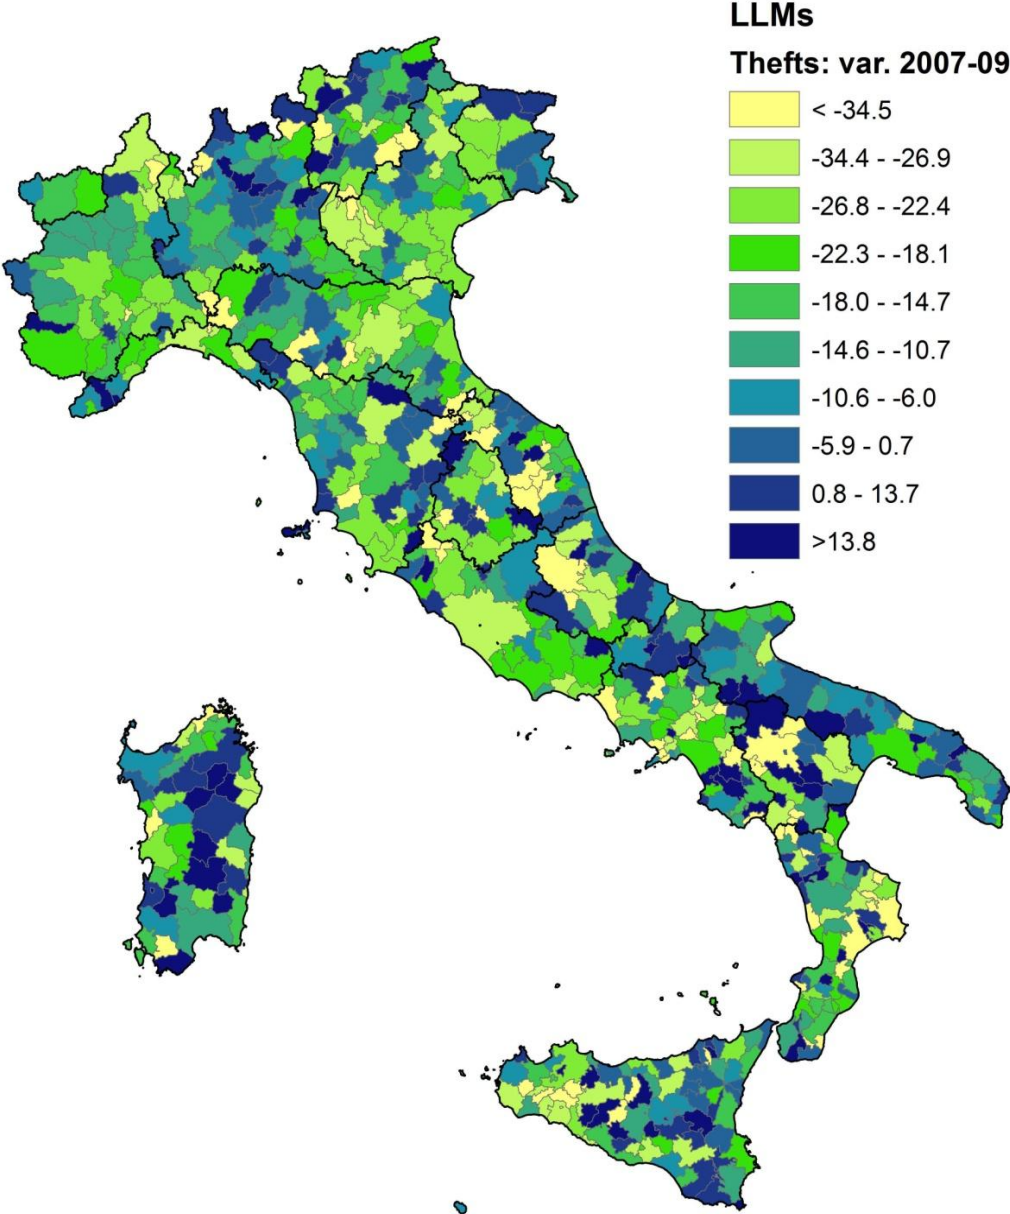 LLMs
Thefts: var. 2007-09
< -34.5
-34.4 - -26.9
-26.8 - -22.4
-22.3 - -18.1
-18.0 - -14.7
-14.6 - -10.7
-10.6 - -6.0
-5.9 - 0.7
0.8 - 13.7
>13.8